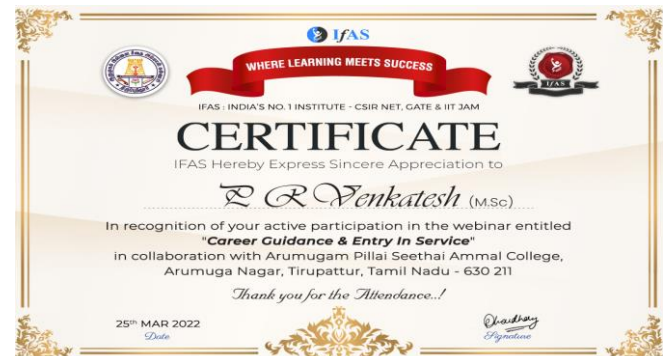 IfAS
WHERE LEARNING MEETS SUCCESS
IFAS
IFAS : INDIA'S NO. 1 INSTITUTE - CSIR NET, GATE & IIT JAM
CERTIFICATE
IFAS Hereby Express Sincere Appreciation to
P R Venkatesh (M.Sc)
In recognition of your active participation in the webinar entitled
"Career Guidance & Entry In Service"
in collaboration with Arumugam Pillai Seethai Ammal College,
Arumuga Nagar, Tirupattur, Tamil Nadu - 630 211
Thank you for the Attendance..!
25th MAR 2022
Date
Signature